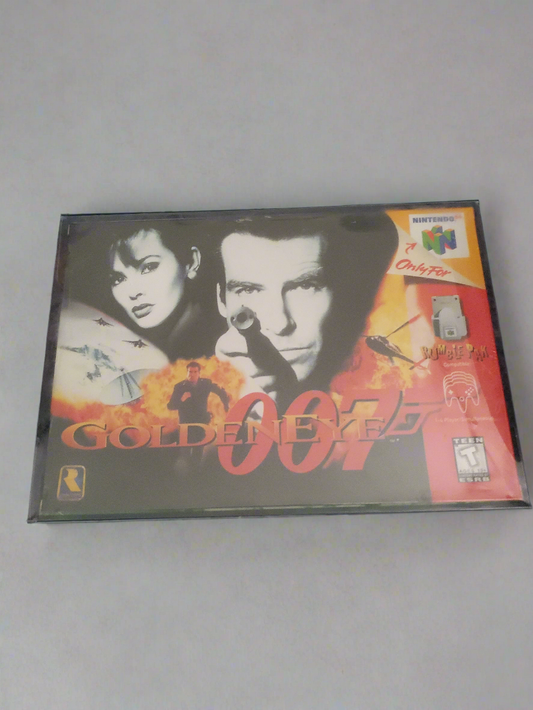 NINTENDO 64
Only For
RUMBLE PAK
GOLDENEYE
007
TEEN
T
ESRB